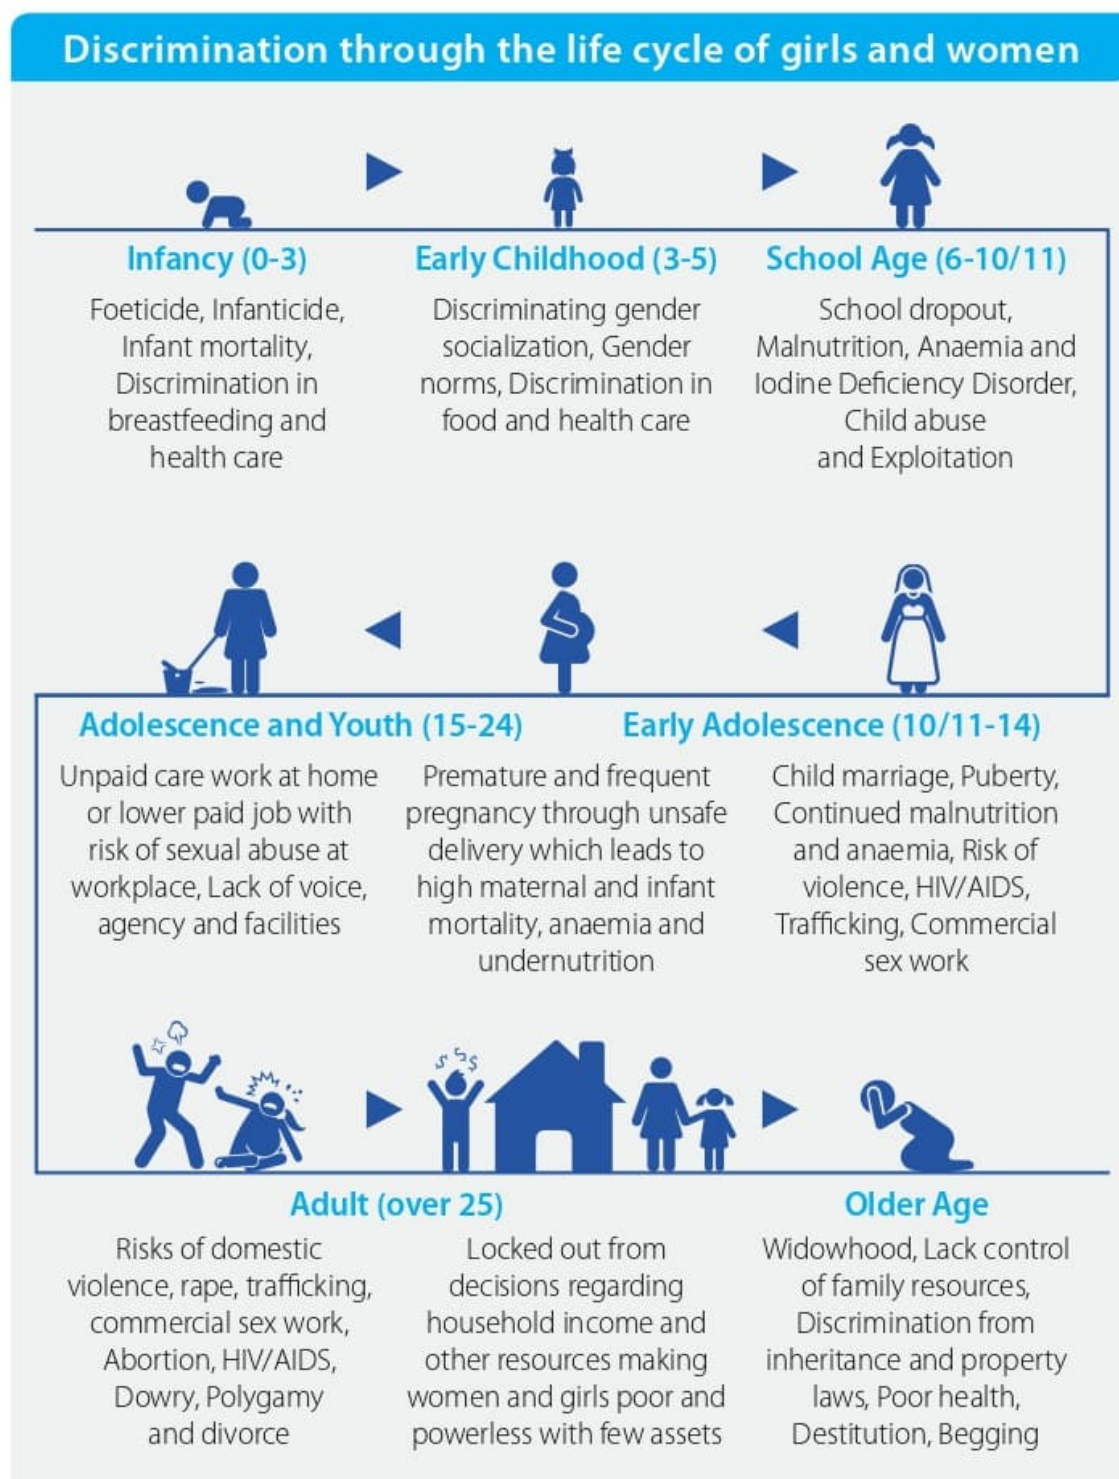 Discrimination through the life cycle of girls and women
Infancy (0-3)
Foeticide, Infanticide,
Infant mortality,
Discrimination in
breastfeeding and
health care
Early Childhood (3-5)
Discriminating gender
socialization, Gender
norms, Discrimination in
food and health care
School Age (6-10/11)
School dropout,
Malnutrition, Anaemia and
Iodine Deficiency Disorder,
Child abuse
and Exploitation
Adolescence and Youth (15-24)
Unpaid care work at home
or lower paid job with
risk of sexual abuse at
workplace, Lack of voice,
agency and facilities
Premature and frequent
pregnancy through unsafe
delivery which leads to
high maternal and infant
mortality, anaemia and
undernutrition
Early Adolescence (10/11-14)
Child marriage, Puberty,
Continued malnutrition
and anaemia, Risk of
violence, HIV/AIDS,
Trafficking, Commercial
sex work
$ $ $
Adult (over 25)
Risks of domestic
violence, rape, trafficking,
commercial sex work,
Abortion, HIV/AIDS,
Dowry, Polygamy
and divorce
Locked out from
decisions regarding
household income and
other resources making
women and girls poor and
powerless with few assets
Older Age
Widowhood, Lack control
of family resources,
Discrimination from
inheritance and property
laws, Poor health,
Destitution, Begging